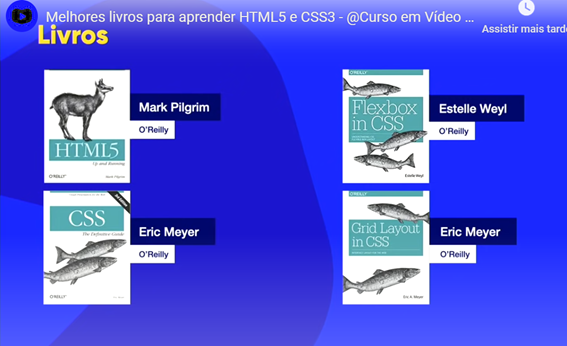 Melhores livros para aprender HTML5 e CSS3 - @Curso em Vídeo ...
Assistir mais tarde
Livros
HTML5
Up and Running
O'REILLY
Mark Pilgrim
Mark Pilgrim
O'Reilly
Flexbox
in CSS
O'REILLY
Estelle Weyl
Estelle Weyl
O'Reilly
CSS
The Definitive Guide
O'REILLY
Eric Meyer
O'Reilly
O'REILLY
Grid Layout
in CSS
Eric A. Meyer
Eric Meyer
O'Reilly